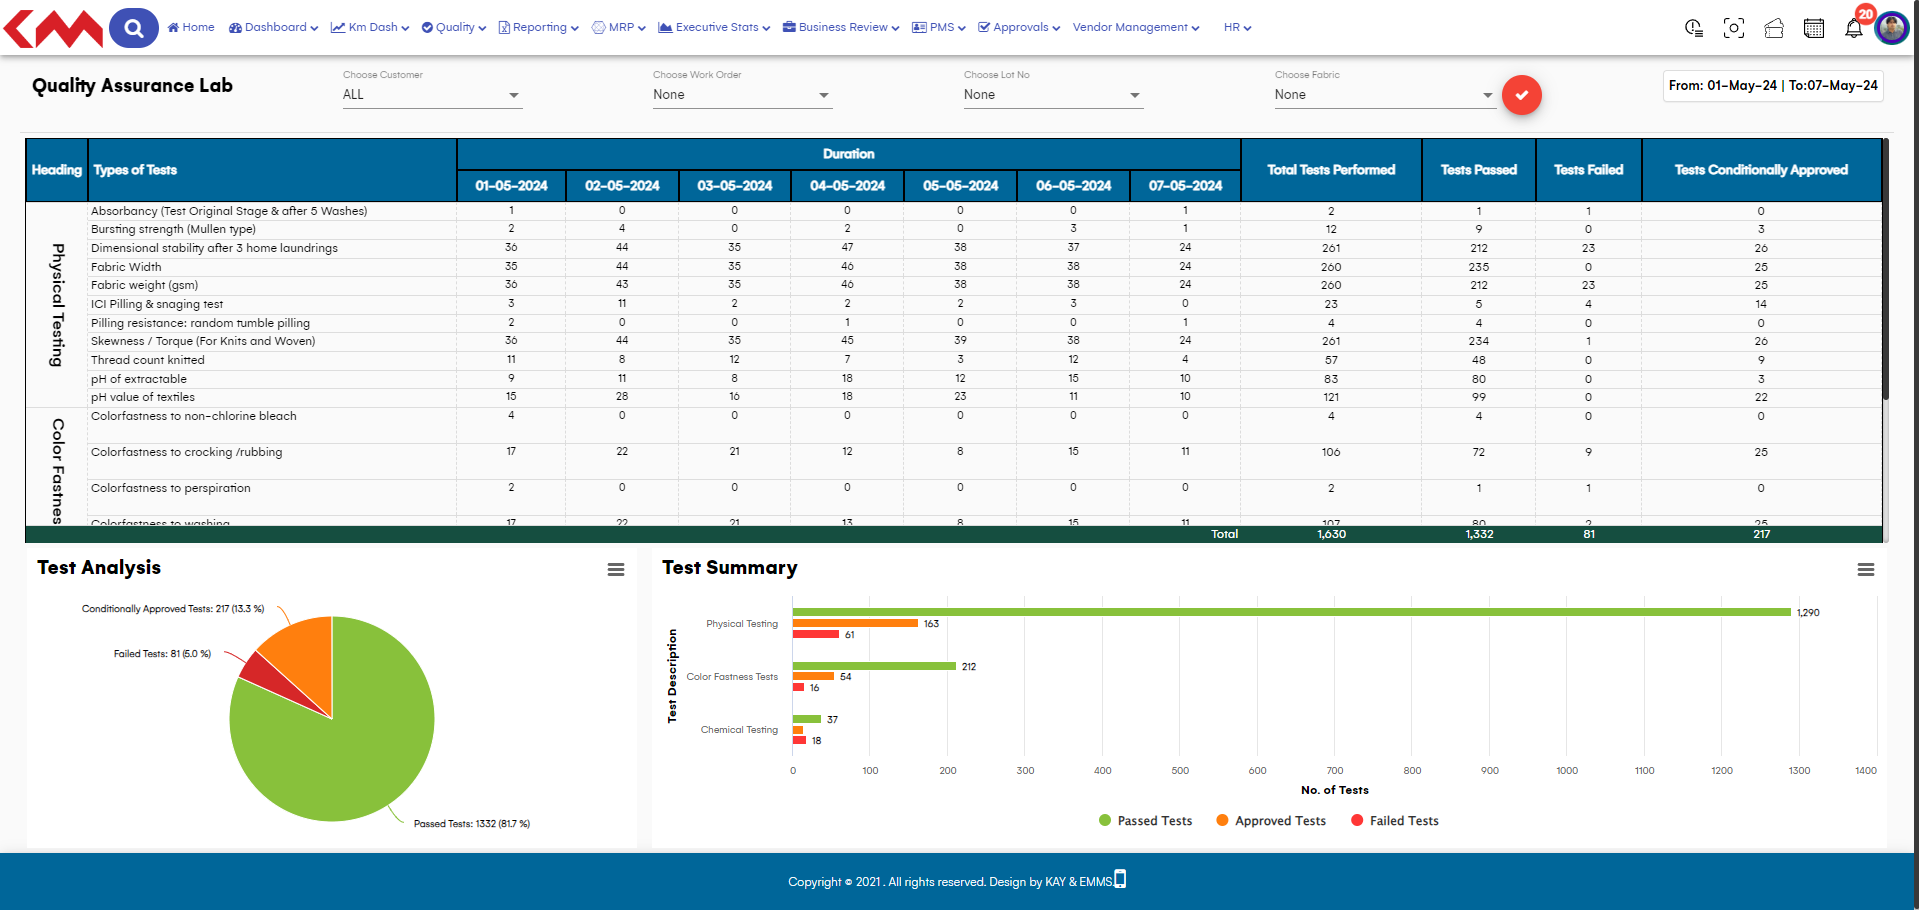 KM
Home Dashboard Km Dash Quality Reporting MRP Executive Stats Business Review PMS Approvals Vendor Management HR 20
Quality Assurance Lab
Choose Customer Choose Work Order Choose Lot No Choose Fabric
ALL None None None
From: 01-May-24 | To:07-May-24
Heading Types of Tests Duration Total Tests Performed Tests Passed Tests Failed Tests Conditionally Approved
01-05-2024 02-05-2024 03-05-2024 04-05-2024 05-05-2024 06-05-2024 07-05-2024
Physical Testing
Absorbancy (Test Original Stage & after 5 Washes) 1 0 0 0 0 0 1 2 1 1 0
Bursting strength (Mullen type) 2 4 0 2 0 3 1 12 9 0 3
Dimensional stability after 3 home laundrings 36 44 35 47 38 37 24 261 212 23 26
Fabric Width 35 44 35 46 38 38 24 260 235 0 25
Fabric weight (gsm) 36 43 35 46 38 38 24 260 212 23 25
ICI Pilling & snaging test 3 11 2 2 2 3 0 23 5 4 14
Pilling resistance: random tumble pilling 2 0 0 1 0 0 1 4 4 0 0
Skewness / Torque (For Knits and Woven) 36 44 35 45 39 38 24 261 234 1 26
Thread count knitted 11 8 12 7 3 12 4 57 48 0 9
pH of extractable 9 11 8 18 12 15 10 83 80 0 3
pH value of textiles 15 28 16 18 23 11 10 121 99 0 22
Color Fastnes
Colorfastness to non-chlorine bleach 4 0 0 0 0 0 0 4 4 0 0
Colorfastness to crocking /rubbing 17 22 21 12 8 15 11 106 72 9 25
Colorfastness to perspiration 2 0 0 0 0 0 0 2 1 1 0
Colorfastness to washing 17 22 21 13 8 15 11 107 80 2 25
Total 1,630 1,332 81 217
Test Analysis
Conditionally Approved Tests: 217 (13.3 %)
Failed Tests: 81 (5.0 %)
Passed Tests: 1332 (81.7 %)
Test Summary
Test Description
Physical Testing 1,290
163
61
Color Fastness Tests 212
54
16
Chemical Testing 37
18
0 100 200 300 400 500 600 700 800 900 1000 1100 1200 1300 1400
No. of Tests
Passed Tests Approved Tests Failed Tests
Copyright © 2021 . All rights reserved. Design by KAY & EMMS.